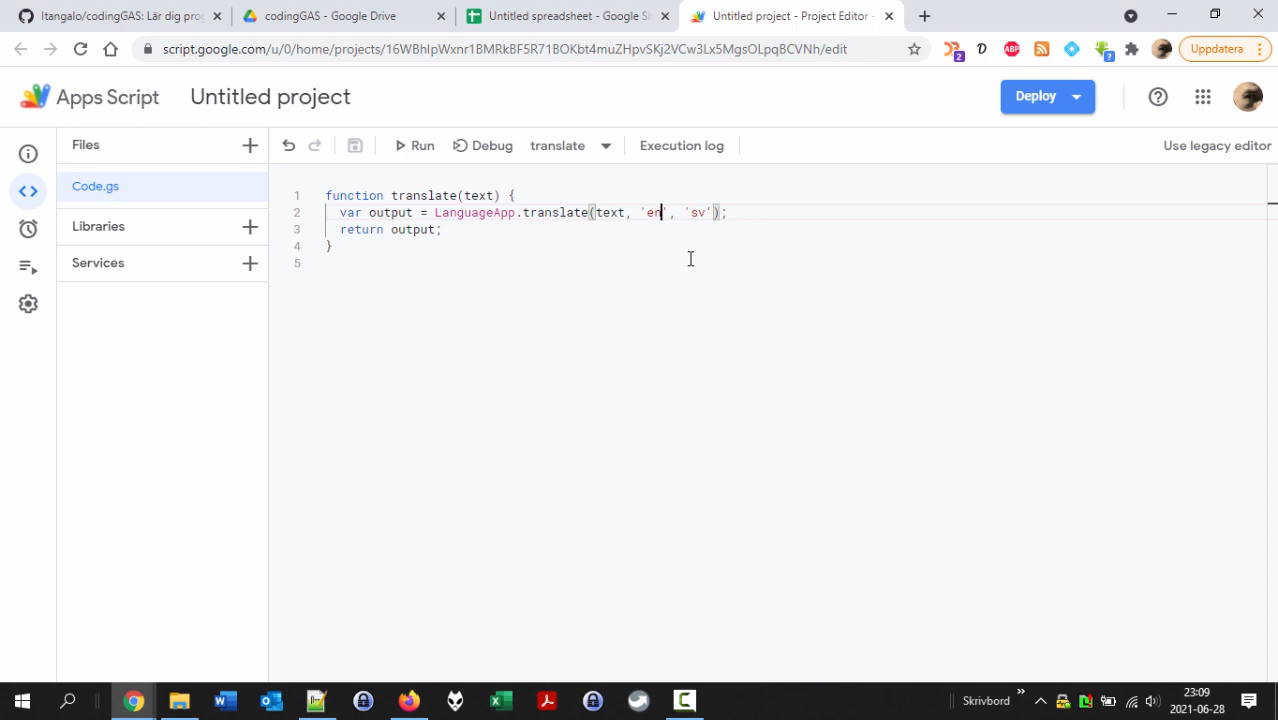 Itangalo/codingGAS: Lär dig prog
codingGAS - Google Drive
Untitled spreadsheet - Google Sh
Untitled project - Project Editor -
script.google.com/u/0/home/projects/16WBhlpWxnr1BMRkBF5R71BOKbt4muZHpvSKj2VCw3Lx5MgsOLpqBCVNh/edit
2
ABP
?
Uppdatera
Apps Script
Untitled project
Deploy
Files
Run
Debug
translate
Execution log
Use legacy editor
Code.gs
Libraries
Services
1 function translate(text) {
2 var output = LanguageApp.translate(text, 'en', 'sv');
3 return output;
4 }
5
Skrivbord
23:09
2021-06-28